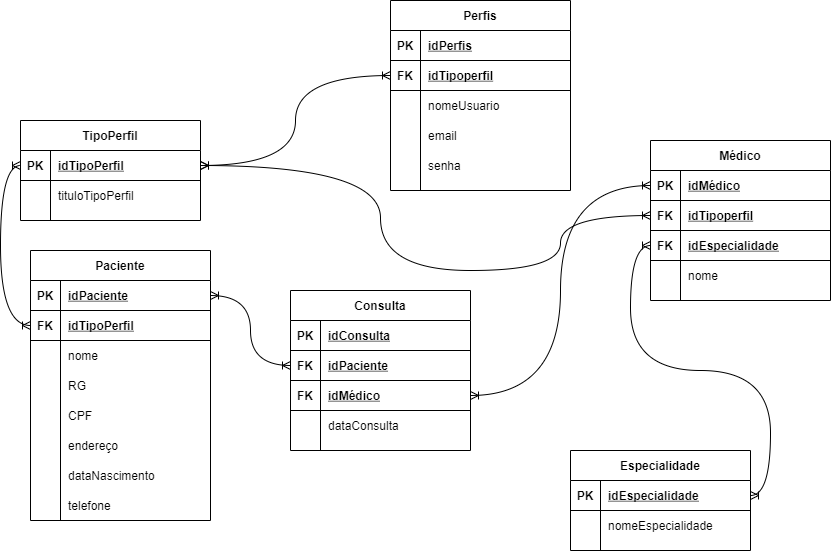 Perfis
PK idPerfis
FK idTipoperfil
nomeUsuario
email
senha
TipoPerfil
PK idTipoPerfil
tituloTipoPerfil
Médico
PK idMédico
FK idTipoperfil
FK idEspecialidade
nome
Paciente
PK idPaciente
FK idTipoPerfil
nome
RG
CPF
endereço
dataNascimento
telefone
Consulta
PK idConsulta
FK idPaciente
FK idMédico
dataConsulta
Especialidade
PK idEspecialidade
nomeEspecialidade